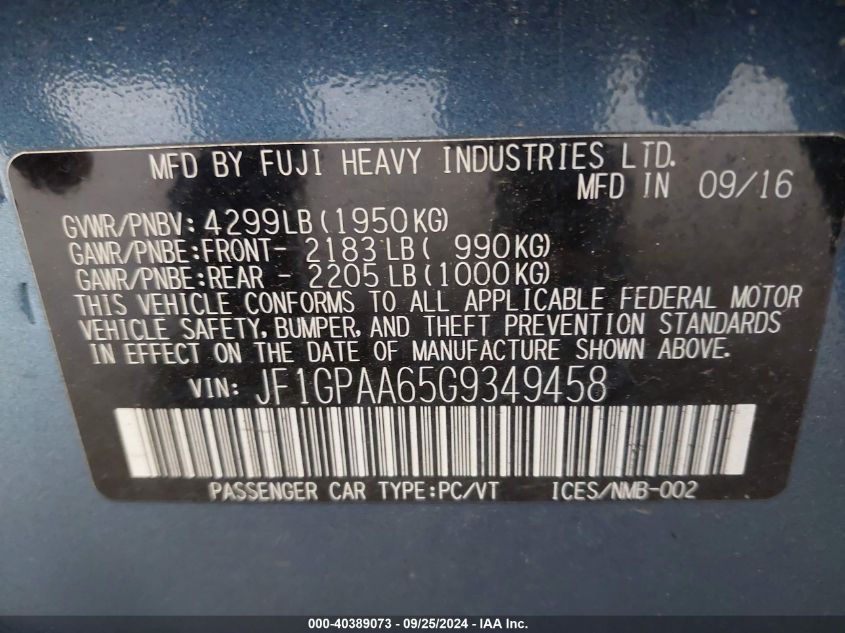 MFD BY FUJI HEAVY INDUSTRIES LTD.
MFD IN 09/16
GVWR/PNBV: 4299LB(1950KG)
GAWR/PNBE:FRONT- 2183LB( 990KG)
GAWR/PNBE:REAR - 2205LB(1000KG)
THIS VEHICLE CONFORMS TO ALL APPLICABLE FEDERAL MOTOR
VEHICLE SAFETY, BUMPER, AND THEFT PREVENTION STANDARDS
IN EFFECT ON THE DATE OF MANUFACTURE SHOWN ABOVE.
VIN: JF1GPAA65G9349458
PASSENGER CAR TYPE:PC/VT ICES/NMB-002
000-40389073 - 09/25/2024 - IAA Inc.